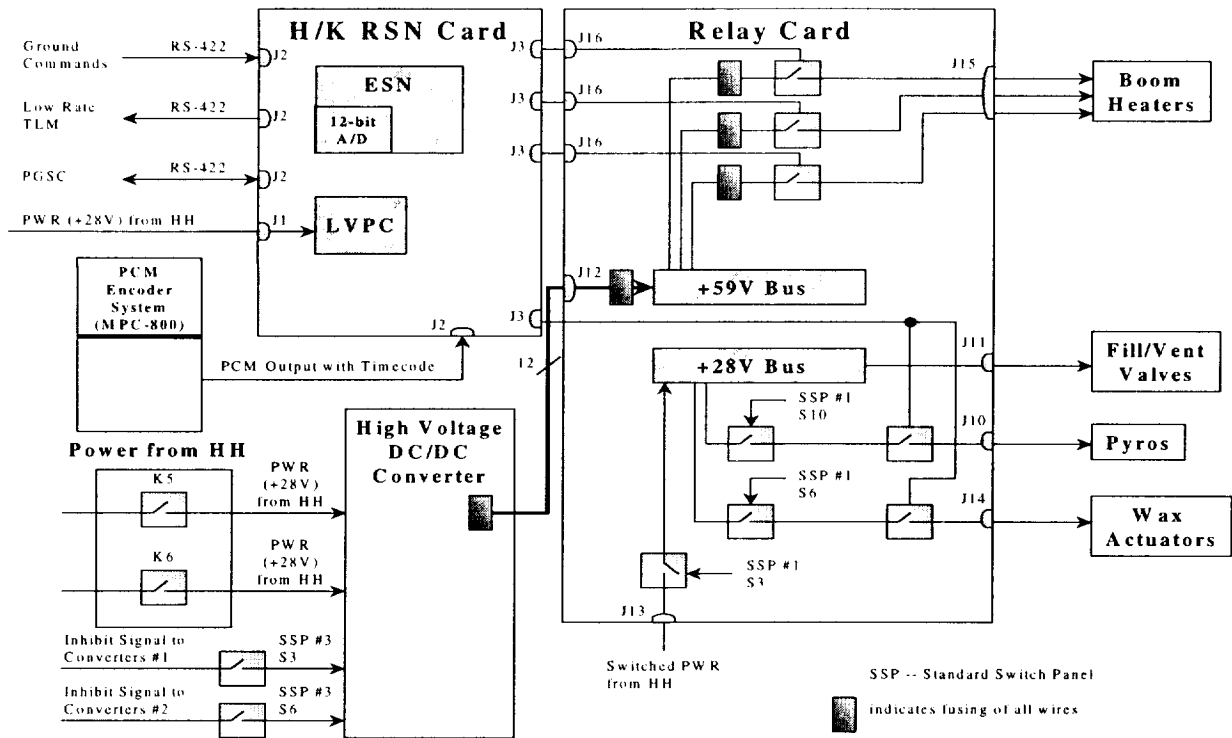 H/K RSN Card
Relay Card
Ground
Commands
RS-422
J2
Low Rate
TLM
RS-422
J2
PGSC
RS-422
J2
PWR (+28V) from HH
J1
ESN
12-bit
A/D
LVPC
J3
J16
J3
J16
J3
J16
J15
Boom
Heaters
PCM
Encoder
System
(MPC-800)
J2
PCM Output with Timecode
J12
+59V Bus
J3
12
+28V Bus
J11
Fill/Vent
Valves
SSP #1
S10
J10
Pyros
SSP #1
S6
J14
Wax
Actuators
SSP #1
S3
J13
Switched PWR
from HH
High Voltage
DC/DC
Converter
Power from HH
K5
PWR
(+28V)
from HH
K6
PWR
(+28V)
from HH
Inhibit Signal to
Converters #1
SSP #3
S3
Inhibit Signal to
Converters #2
SSP #3
S6
SSP -- Standard Switch Panel
indicates fusing of all wires